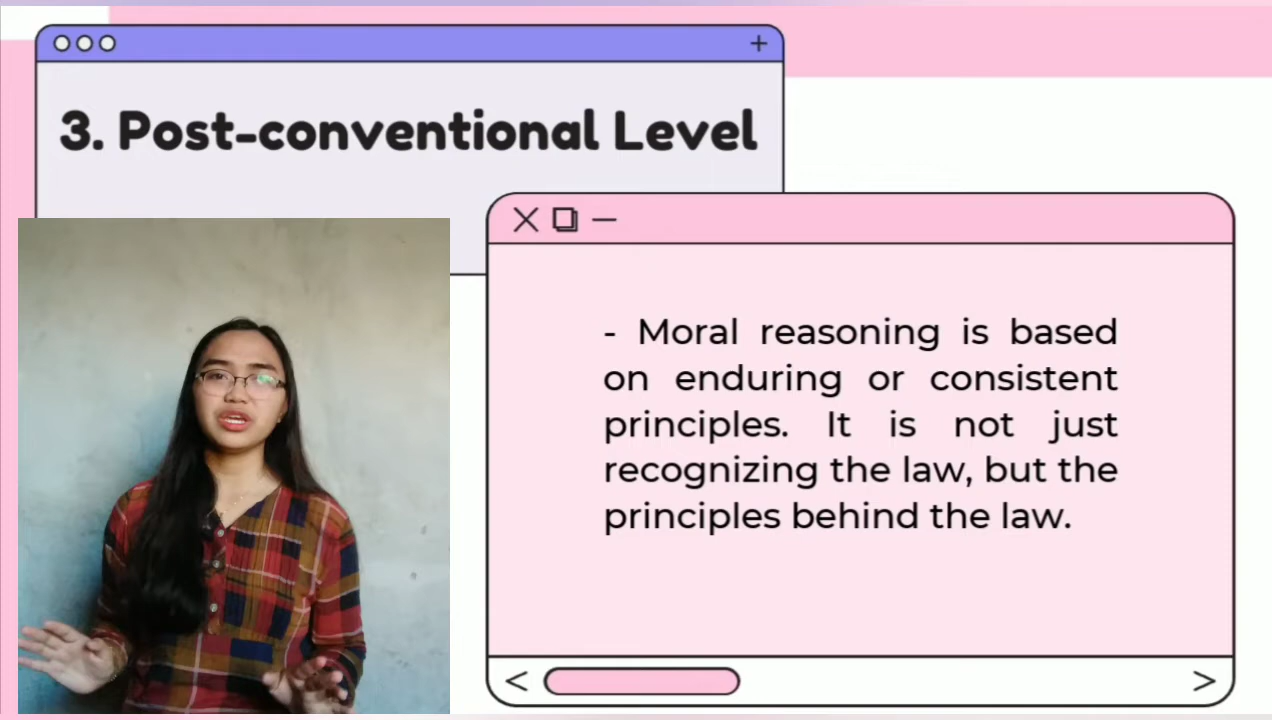 3. Post-conventional Level
- Moral reasoning is based
on enduring or consistent
principles. It is not just
recognizing the law, but the
principles behind the law.